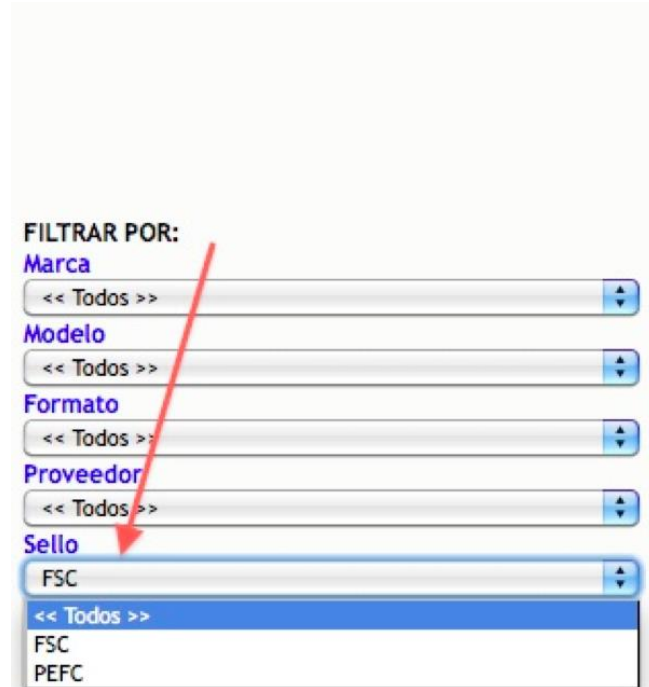 FILTRAR POR:
Marca
<< Todos >>
Modelo
<< Todos >>
Formato
<< Todos >>
Proveedor
<< Todos >>
Sello
FSC
<< Todos >>
FSC
PEFC